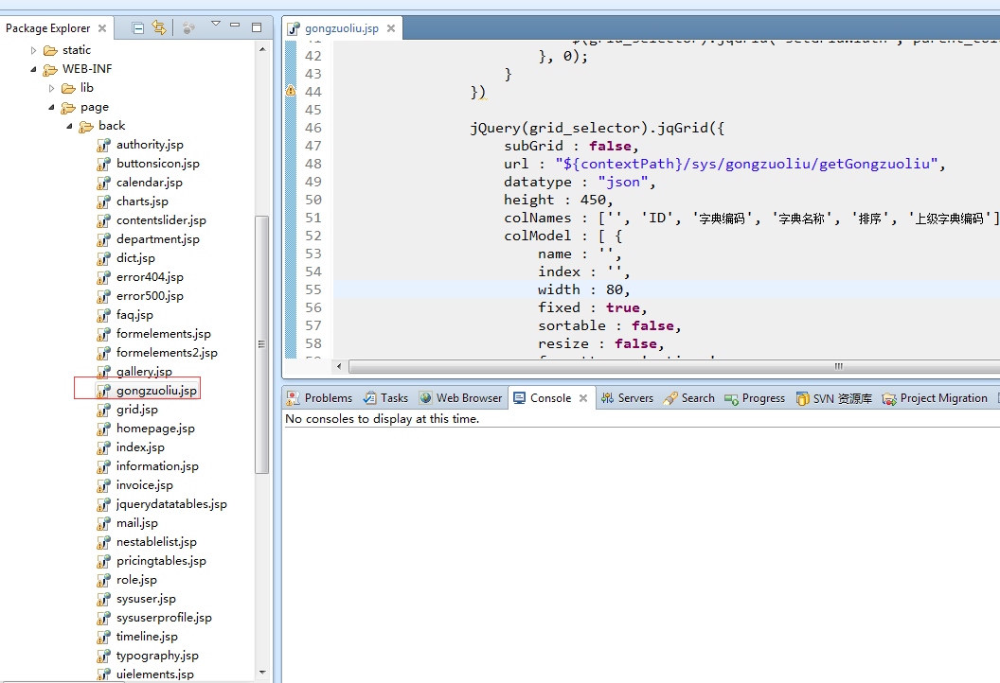 Package Explorer
static
WEB-INF
lib
page
back
authority.jsp
buttonsicon.jsp
calendar.jsp
charts.jsp
contentslider.jsp
department.jsp
dict.jsp
error404.jsp
error500.jsp
faq.jsp
formelements.jsp
formelements2.jsp
gallery.jsp
gongzuoliu.jsp
grid.jsp
homepage.jsp
index.jsp
information.jsp
invoice.jsp
jquerydatatables.jsp
mail.jsp
nestablelist.jsp
pricingtables.jsp
role.jsp
sysuser.jsp
sysuserprofile.jsp
timeline.jsp
typography.jsp
uielements.jsp
gongzuoliu.jsp
42 }, 0);
43 }
44 })
45
46 jQuery(grid_selector).jqGrid({
47 subGrid : false,
48 url : "${contextPath}/sys/gongzuoliu/getGongzuoliu",
49 datatype : "json",
50 height : 450,
51 colNames : ['', 'ID', '字典编码', '字典名称', '排序', '上级字典编码']
52 colModel : [ {
53 name : '',
54 index : '',
55 width : 80,
56 fixed : true,
57 sortable : false,
58 resize : false,
Problems Tasks Web Browser Console Servers Search Progress SVN 资源库 Project Migration
No consoles to display at this time.